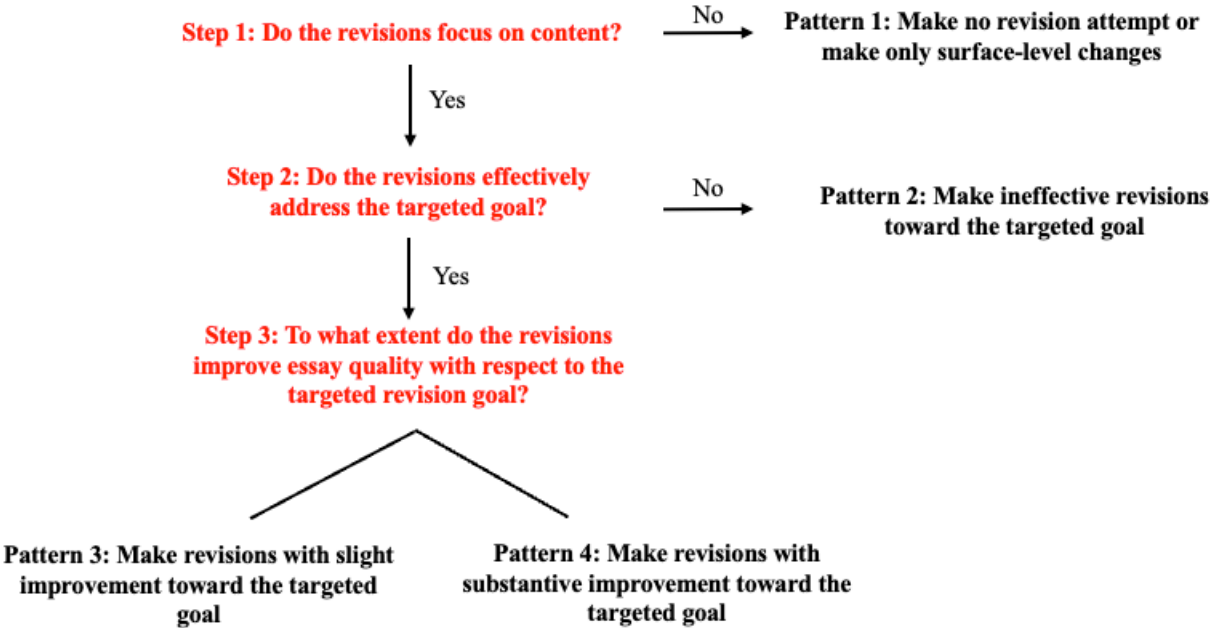 Step 1: Do the revisions focus on content?
No
Pattern 1: Make no revision attempt or
make only surface-level changes
Yes
Step 2: Do the revisions effectively
address the targeted goal?
No
Pattern 2: Make ineffective revisions
toward the targeted goal
Yes
Step 3: To what extent do the revisions
improve essay quality with respect to the
targeted revision goal?
Pattern 3: Make revisions with slight
improvement toward the targeted
goal
Pattern 4: Make revisions with
substantive improvement toward the
targeted goal